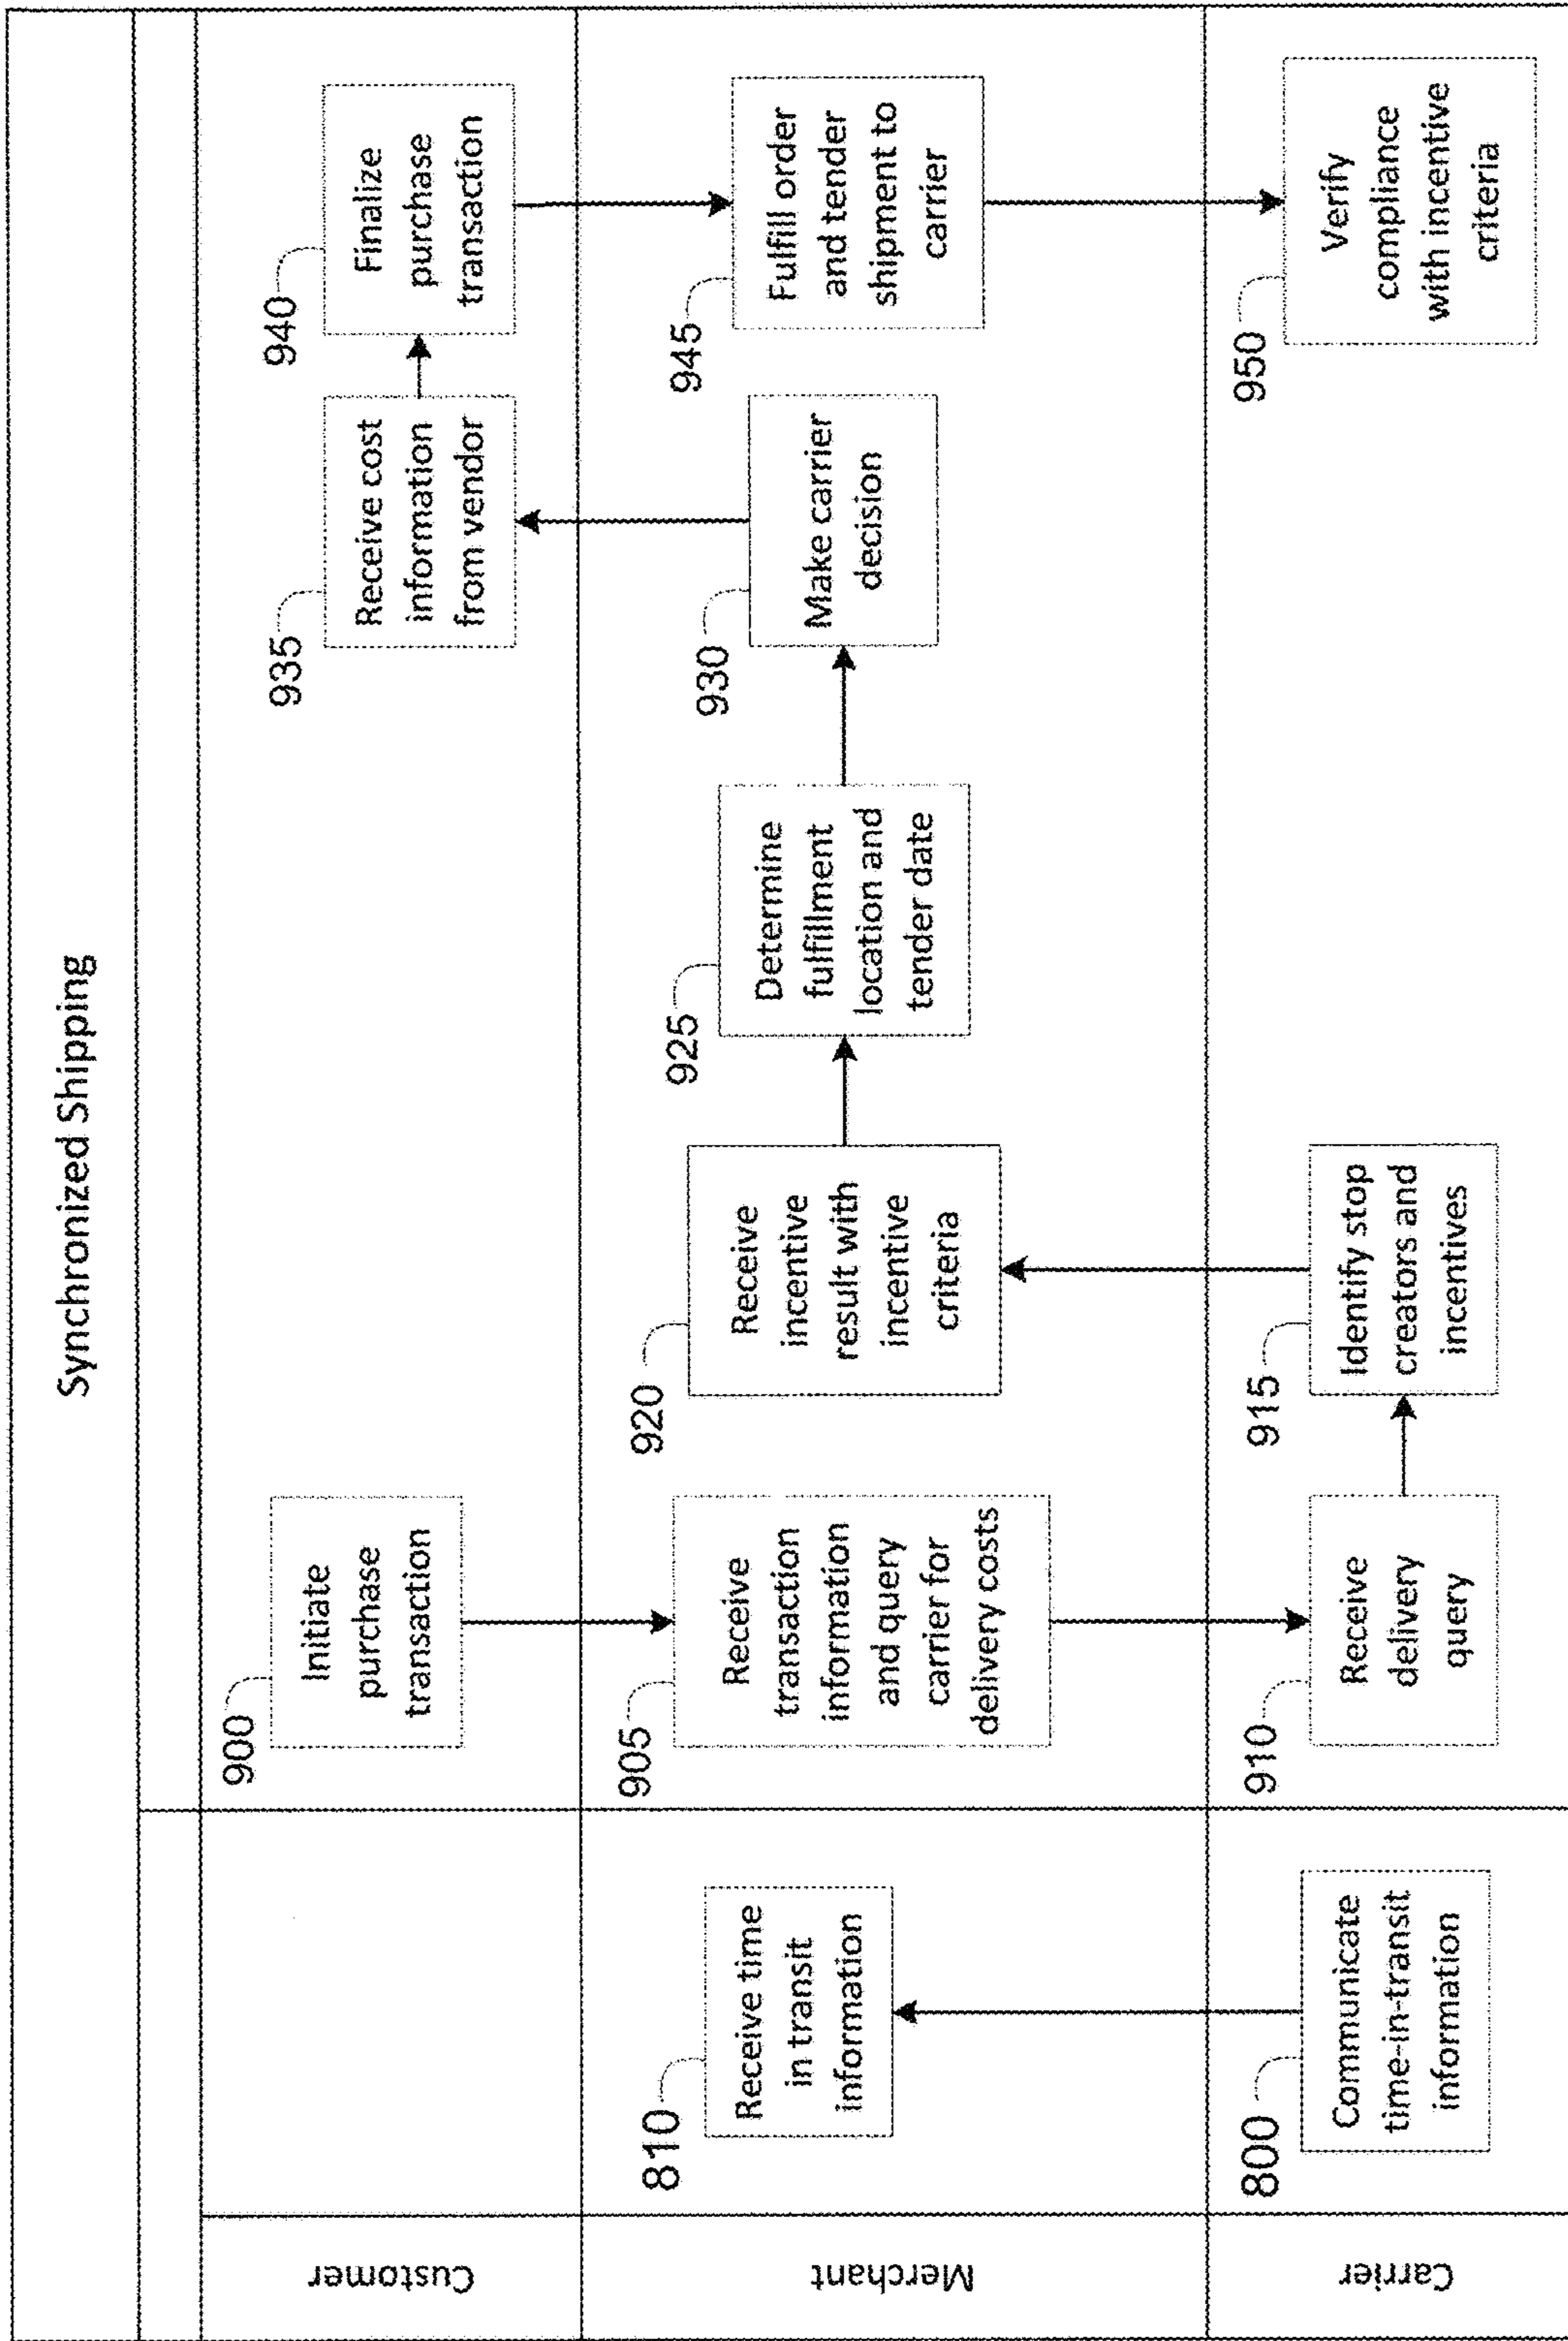 Synchronized Shipping
Customer
900
Initiate
purchase
transaction
935
Receive cost
information
from vendor
940
Finalize
purchase
transaction
Merchant
810
Receive time
in transit
information
905
Receive
transaction
information
and query
carrier for
delivery costs
920
Receive
incentive
result with
incentive
criteria
925
Determine
fulfillment
location and
tender date
930
Make carrier
decision
945
Fulfill order
and tender
shipment to
carrier
Carrier
800
Communicate
time-in-transit
information
910
Receive
delivery
query
915
Identify stop
creators and
incentives
950
Verify
compliance
with incentive
criteria